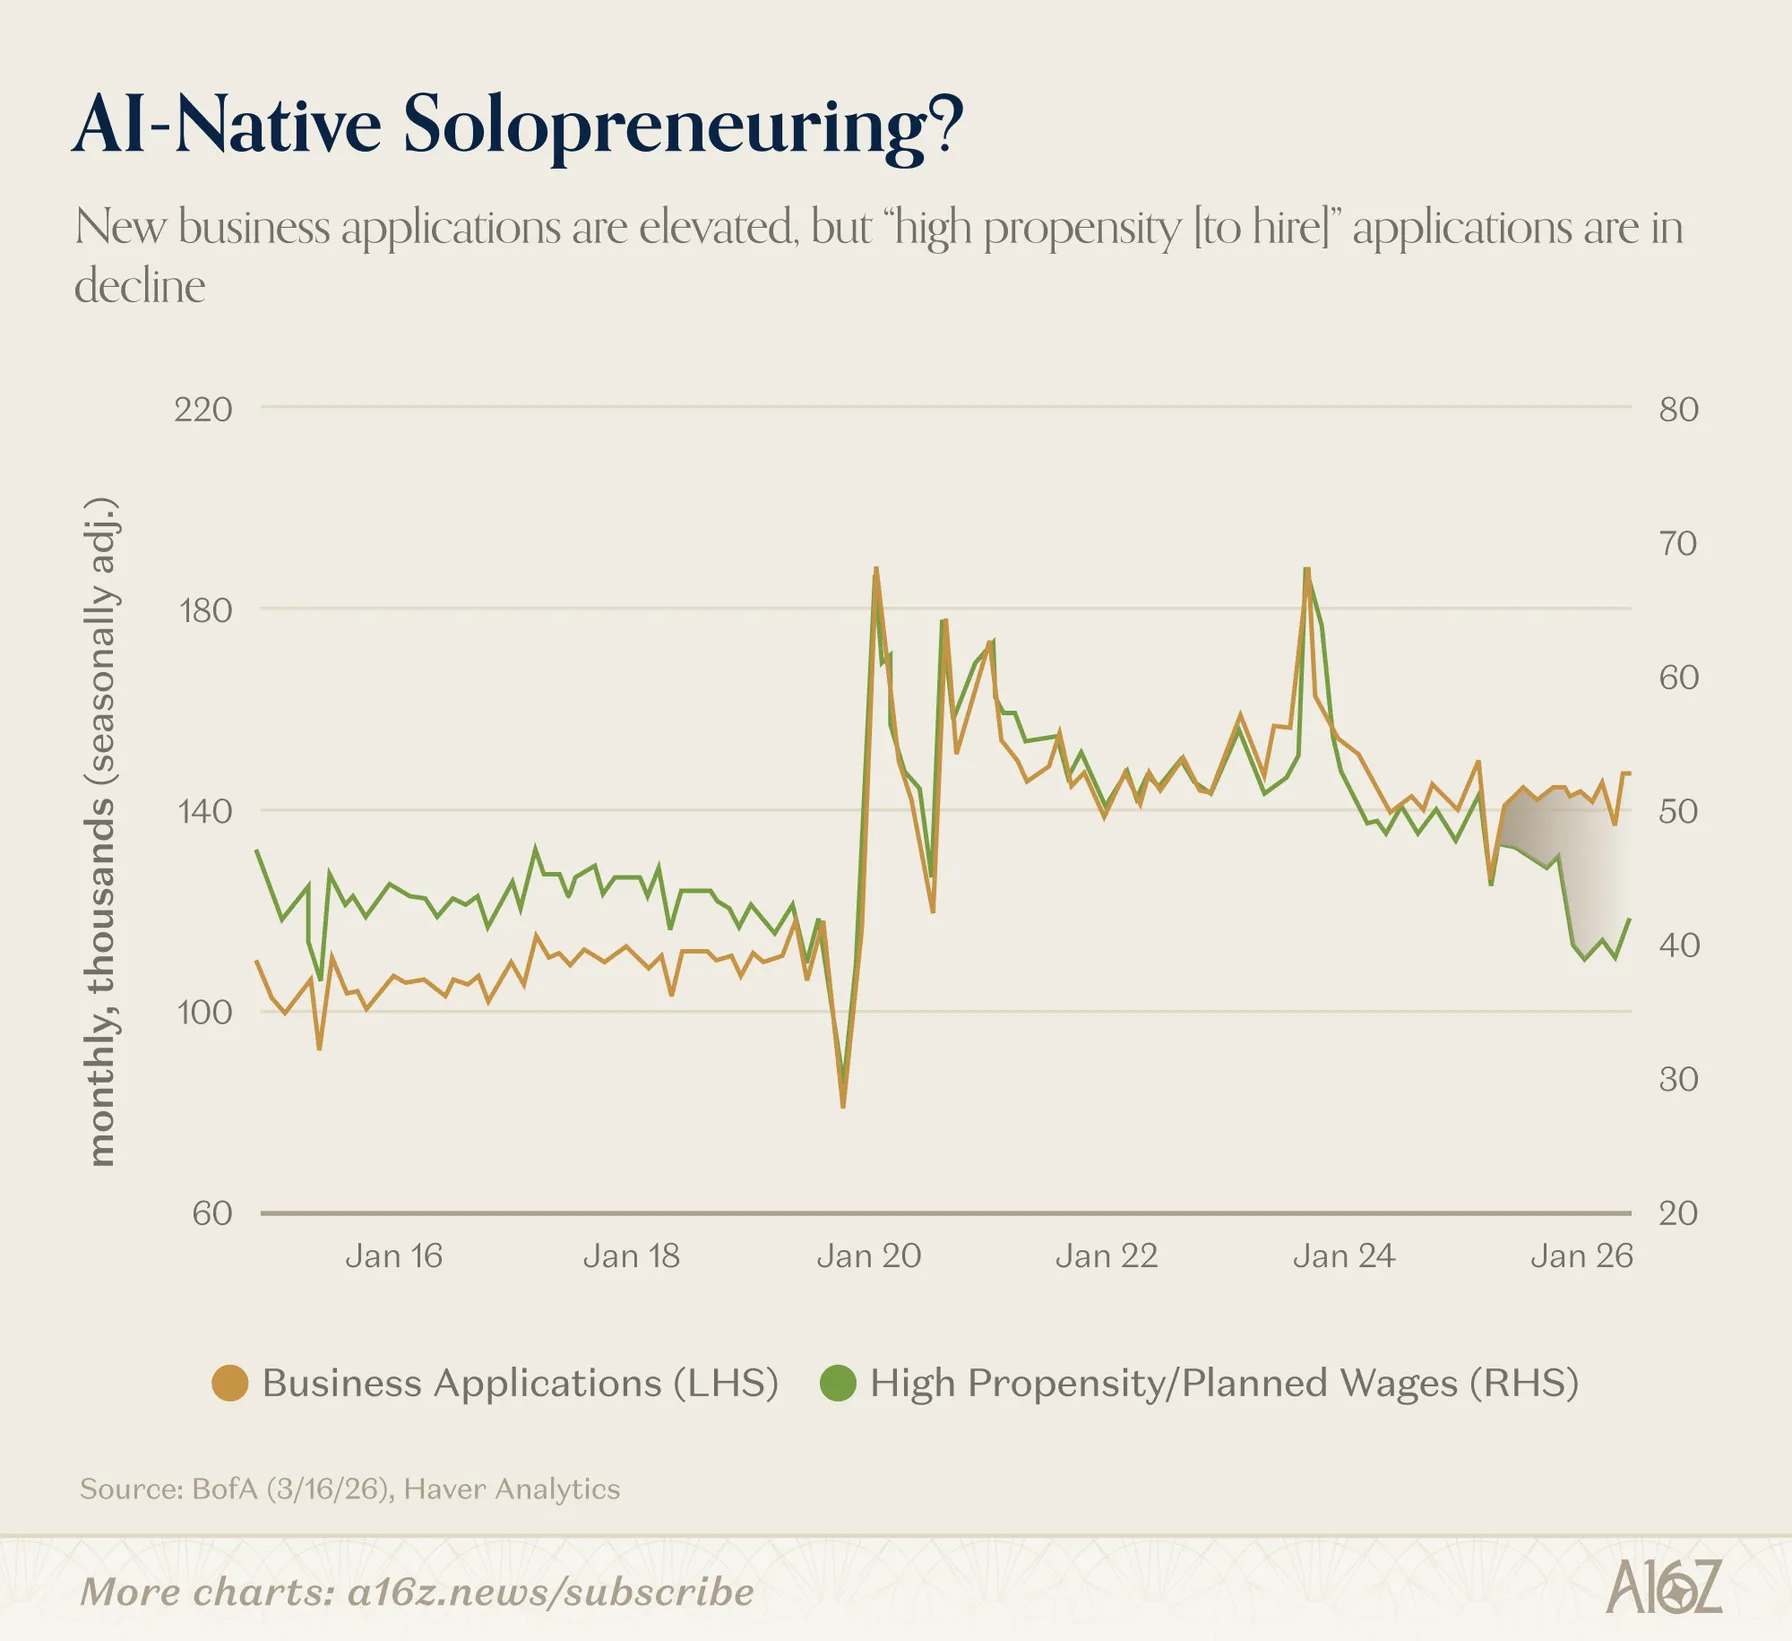 AI-Native Solopreneuring?
New business applications are elevated, but “high propensity [to hire]” applications are in
decline
monthly, thousands (seasonally adj.)
220
180
140
100
60
80
70
60
50
40
30
20
Jan 16
Jan 18
Jan 20
Jan 22
Jan 24
Jan 26
Business Applications (LHS)
High Propensity/Planned Wages (RHS)
Source: BofA (3/16/26), Haver Analytics
More charts: a16z.news/subscribe
A16Z